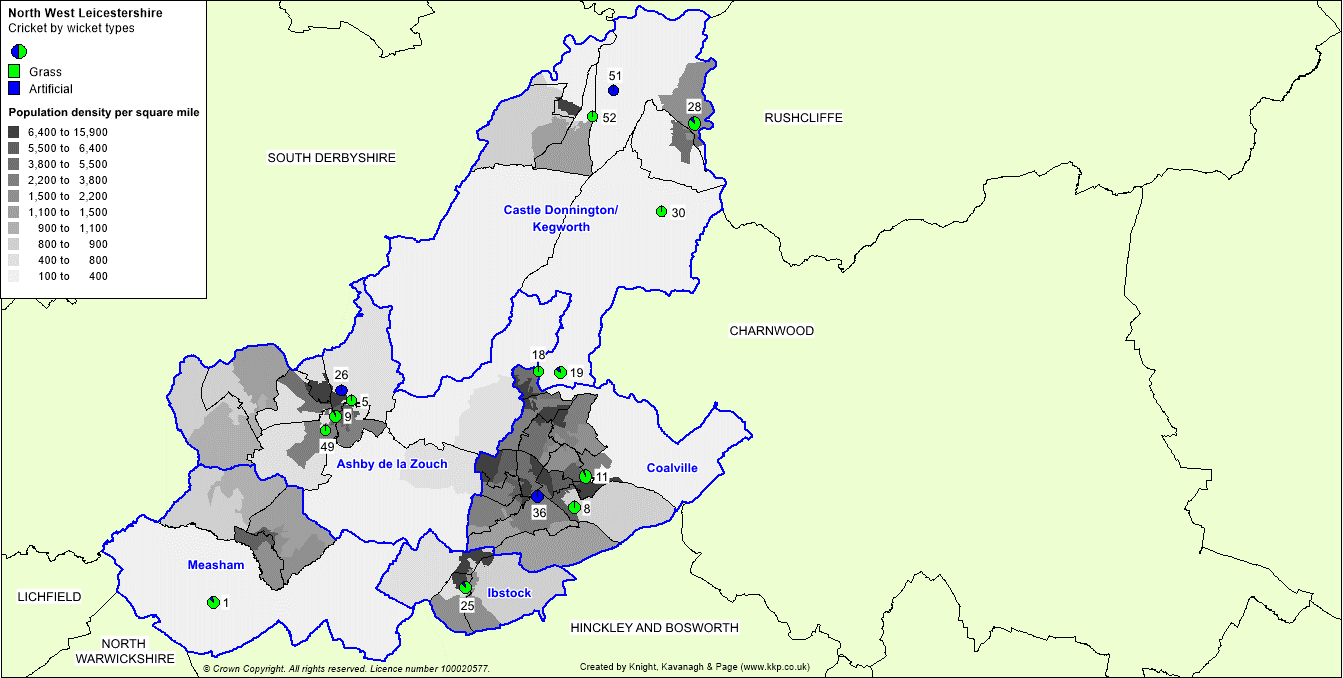 North West Leicestershire
Cricket by wicket types
Grass
Artificial
Population density per square mile
6,400 to 15,900
5,500 to 6,400
3,800 to 5,500
2,200 to 3,800
1,500 to 2,200
1,100 to 1,500
900 to 1,100
800 to 900
400 to 800
100 to 400
51
52
28
RUSHCLIFFE
SOUTH DERBYSHIRE
Castle Donnington/
Kegworth
30
CHARNWOOD
18
19
26
5
9
49
Ashby de la Zouch
Coalville
11
36
8
Measham
Ibstock
25
1
LICHFIELD
NORTH
WARWICKSHIRE
HINCKLEY AND BOSWORTH
© Crown Copyright. All rights reserved. Licence number 100020577.
Created by Knight, Kavanagh & Page (www.kkp.co.uk)